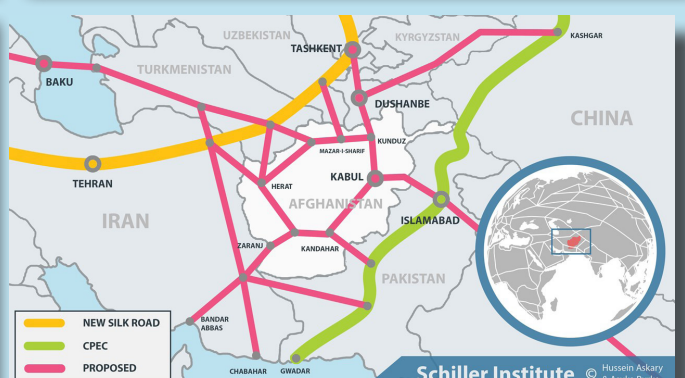 UZBEKISTAN
KYRGYZSTAN
TASHKENT
KASHGAR
TURKMENISTAN
BAKU
DUSHANBE
CHINA
MAZAR-I-SHARIF
KUNDUZ
TEHRAN
HERAT
KABUL
AFGHANISTAN
IRAN
ISLAMABAD
ZARANJ
KANDAHAR
PAKISTAN
NEW SILK ROAD
CPEC
PROPOSED
BANDAR
ABBAS
CHABAHAR
GWADAR
Schiller Institute ©
Hussein Askary